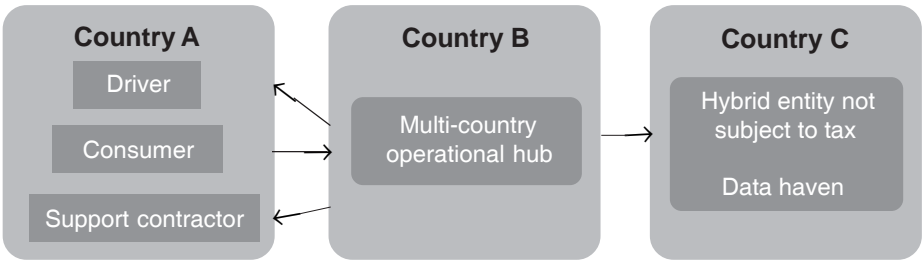 Country A
Driver
Consumer
Support contractor
Country B
Multi-country
operational hub
Country C
Hybrid entity not
subject to tax
Data haven